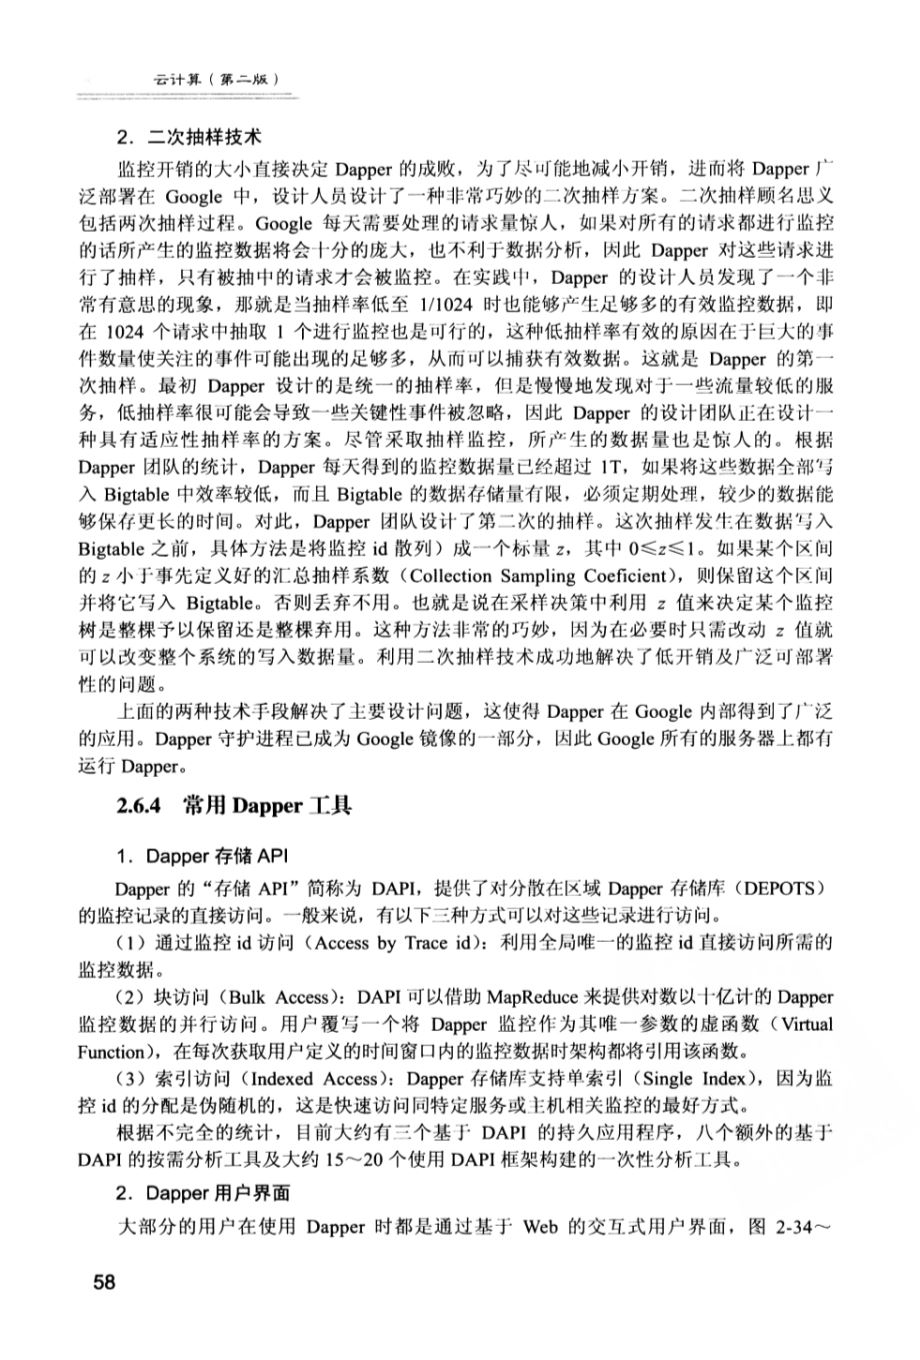 云计算（第二版）
2．二次抽样技术
监控开销的大小直接决定 Dapper 的成败，为了尽可能地减小开销，进而将 Dapper 广
泛部署在 Google 中，设计人员设计了一种非常巧妙的二次抽样方案。二次抽样顾名思义
包括两次抽样过程。Google 每天需要处理的请求量惊人，如果对所有的请求都进行监控
的话所产生的监控数据将会十分的庞大，也不利于数据分析，因此 Dapper 对这些请求进
行了抽样，只有被抽中的请求才会被监控。在实践中，Dapper 的设计人员发现了一个非
常有意思的现象，那就是当抽样率低至 1/1024 时也能够产生足够多的有效监控数据，即
在 1024 个请求中抽取 1 个进行监控也是可行的，这种低抽样率有效的原因在于巨大的事
件数量使关注的事件可能出现的足够多，从而可以捕获有效数据。这就是 Dapper 的第一
次抽样。最初 Dapper 设计的是统一的抽样率，但是慢慢地发现对于一些流量较低的服
务，低抽样率很可能会导致一些关键性事件被忽略，因此 Dapper 的设计团队正在设计一
种具有适应性抽样率的方案。尽管采取抽样监控，所产生的数据量也是惊人的。根据
Dapper 团队的统计，Dapper 每天得到的监控数据量已经超过 1T，如果将这些数据全部写
入 Bigtable 中效率较低，而且 Bigtable 的数据存储量有限，必须定期处理，较少的数据能
够保存更长的时间。对此，Dapper 团队设计了第二次的抽样。这次抽样发生在数据写入
Bigtable 之前，具体方法是将监控 id 散列）成一个标量 z，其中 0≤z≤1。如果某个区间
的 z 小于事先定义好的汇总抽样系数（Collection Sampling Coeficient），则保留这个区间
并将它写入 Bigtable。否则丢弃不用。也就是说在采样决策中利用 z 值来决定某个监控
树是整棵予以保留还是整棵弃用。这种方法非常的巧妙，因为在必要时只需改动 z 值就
可以改变整个系统的写入数据量。利用二次抽样技术成功地解决了低开销及广泛可部署
性的问题。
上面的两种技术手段解决了主要设计问题，这使得 Dapper 在 Google 内部得到了广泛
的应用。Dapper 守护进程已成为 Google 镜像的一部分，因此 Google 所有的服务器上都有
运行 Dapper。
2.6.4 常用 Dapper 工具
1．Dapper 存储 API
Dapper 的“存储 API”简称为 DAPI，提供了对分散在区域 Dapper 存储库（DEPOTS）
的监控记录的直接访问。一般来说，有以下三种方式可以对这些记录进行访问。
（1）通过监控 id 访问（Access by Trace id）：利用全局唯一的监控 id 直接访问所需的
监控数据。
（2）块访问（Bulk Access）：DAPI 可以借助 MapReduce 来提供对数以十亿计的 Dapper
监控数据的并行访问。用户覆写一个将 Dapper 监控作为其唯一参数的虚函数（Virtual
Function），在每次获取用户定义的时间窗口内的监控数据时架构都将引用该函数。
（3）索引访问（Indexed Access）：Dapper 存储库支持单索引（Single Index），因为监
控 id 的分配是伪随机的，这是快速访问同特定服务或主机相关监控的最好方式。
根据不完全的统计，目前大约有三个基于 DAPI 的持久应用程序，八个额外的基于
DAPI 的按需分析工具及大约 15～20 个使用 DAPI 框架构建的一次性分析工具。
2．Dapper 用户界面
大部分的用户在使用 Dapper 时都是通过基于 Web 的交互式用户界面，图 2-34～
58